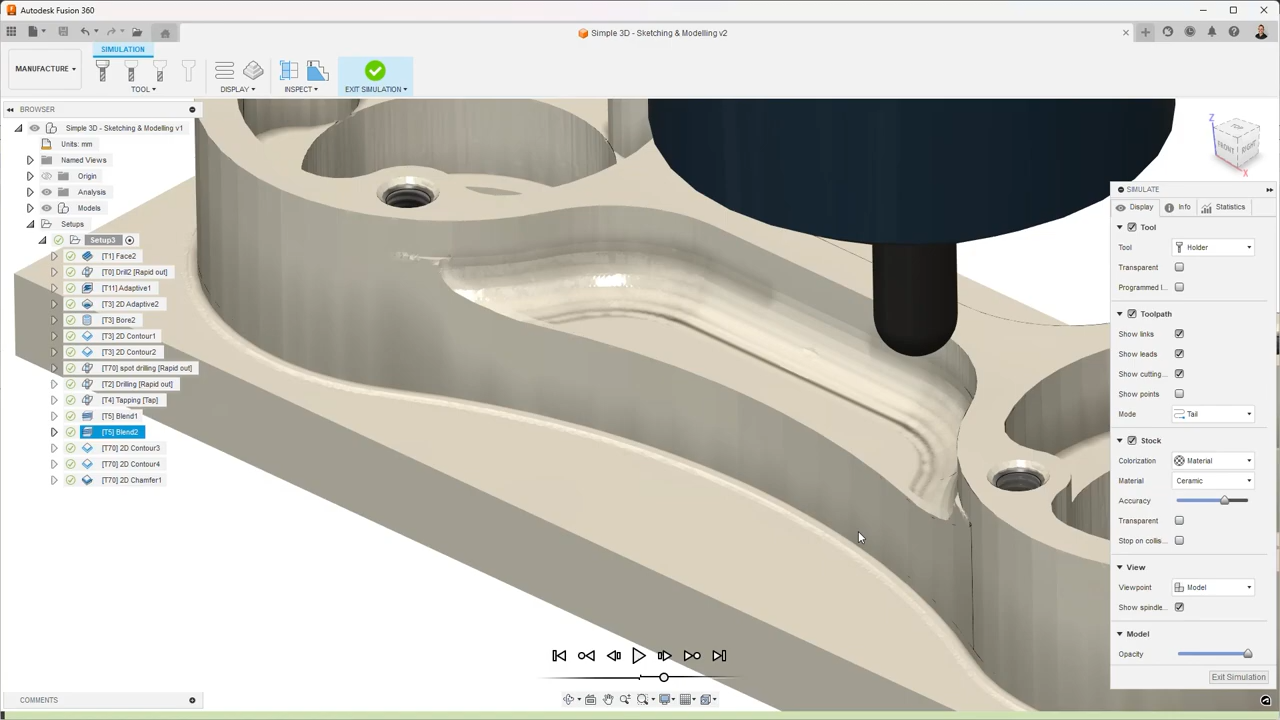 Autodesk Fusion 360
Simple 3D - Sketching & Modelling v2
SIMULATION
MANUFACTURE
TOOL
DISPLAY
INSPECT
EXIT SIMULATION
BROWSER
Simple 3D - Sketching & Modelling v1
Units: mm
Named Views
Origin
Analysis
Models
Setups
Setup3
[T1] Face2
[T0] Drill2 [Rapid out]
[T11] Adaptive1
[T3] 2D Adaptive2
[T3] Bore2
[T3] 2D Contour1
[T3] 2D Contour2
[T70] spot drilling [Rapid out]
[T2] Drilling [Rapid out]
[T4] Tapping [Tap]
[T5] Blend1
[T5] Blend2
[T70] 2D Contour3
[T70] 2D Contour4
[T70] 2D Chamfer1
Z
TOP
FRONT
RIGHT
X
SIMULATE
Display
Info
Statistics
Tool
Tool
Holder
Transparent
Programmed l...
Toolpath
Show links
Show leads
Show cutting...
Show points
Mode
Tail
Stock
Colorization
Material
Material
Ceramic
Accuracy
Transparent
Stop on collis...
View
Viewpoint
Model
Show spindle...
Model
Opacity
Exit Simulation
COMMENTS